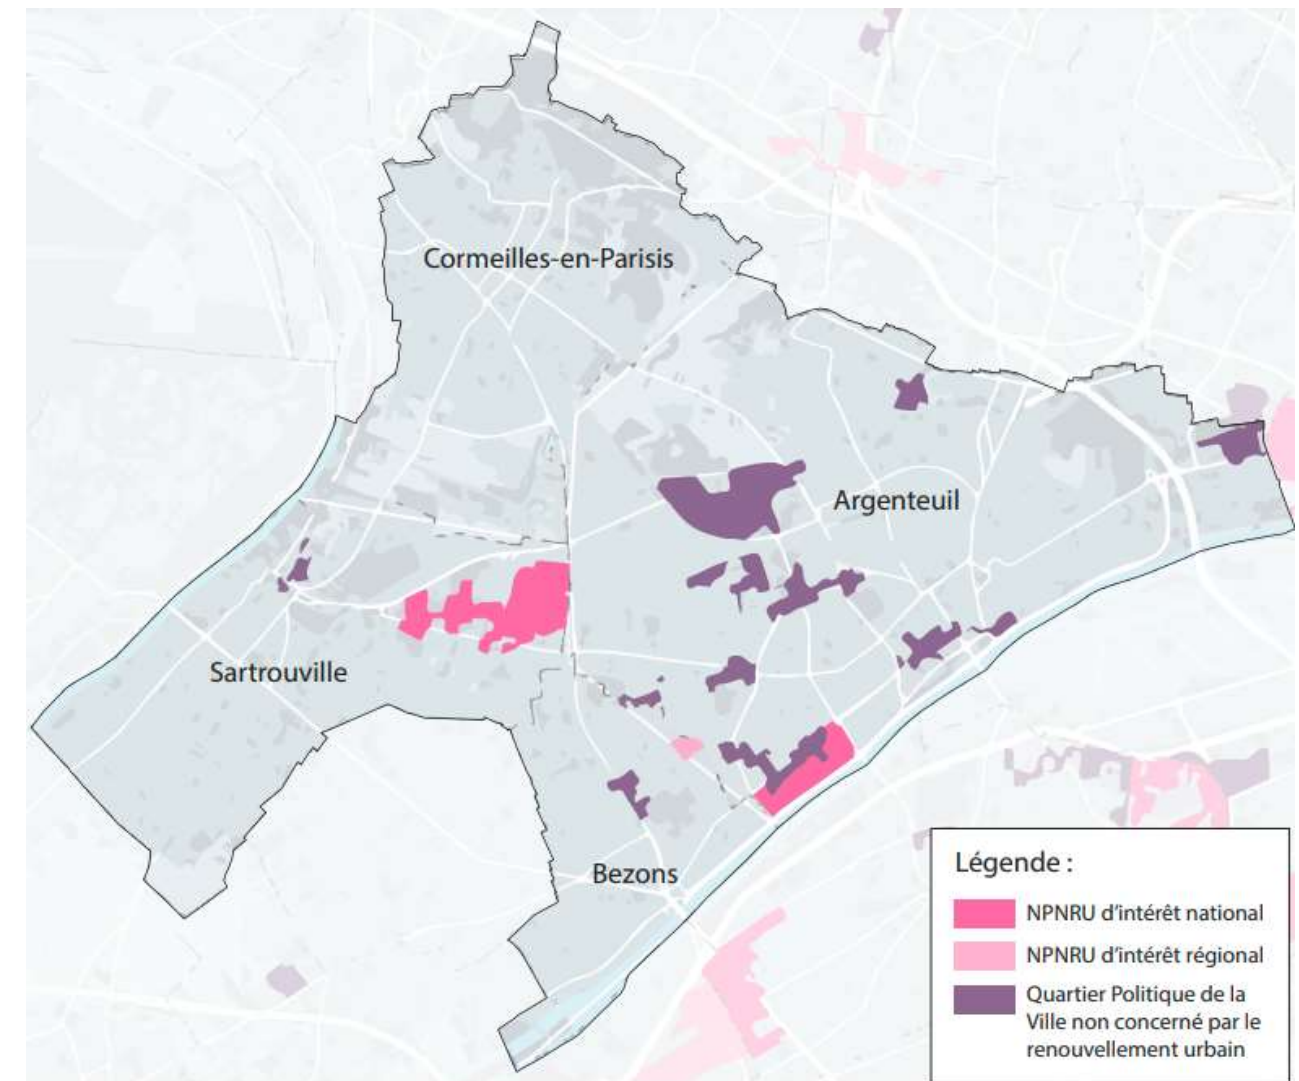 Cormeilles-en-Parisis
Argenteuil
Sartrouville
Bezons
Légende :
NPNRU d'intérêt national
NPNRU d'intérêt régional
Quartier Politique de la
Ville non concerné par le
renouvellement urbain